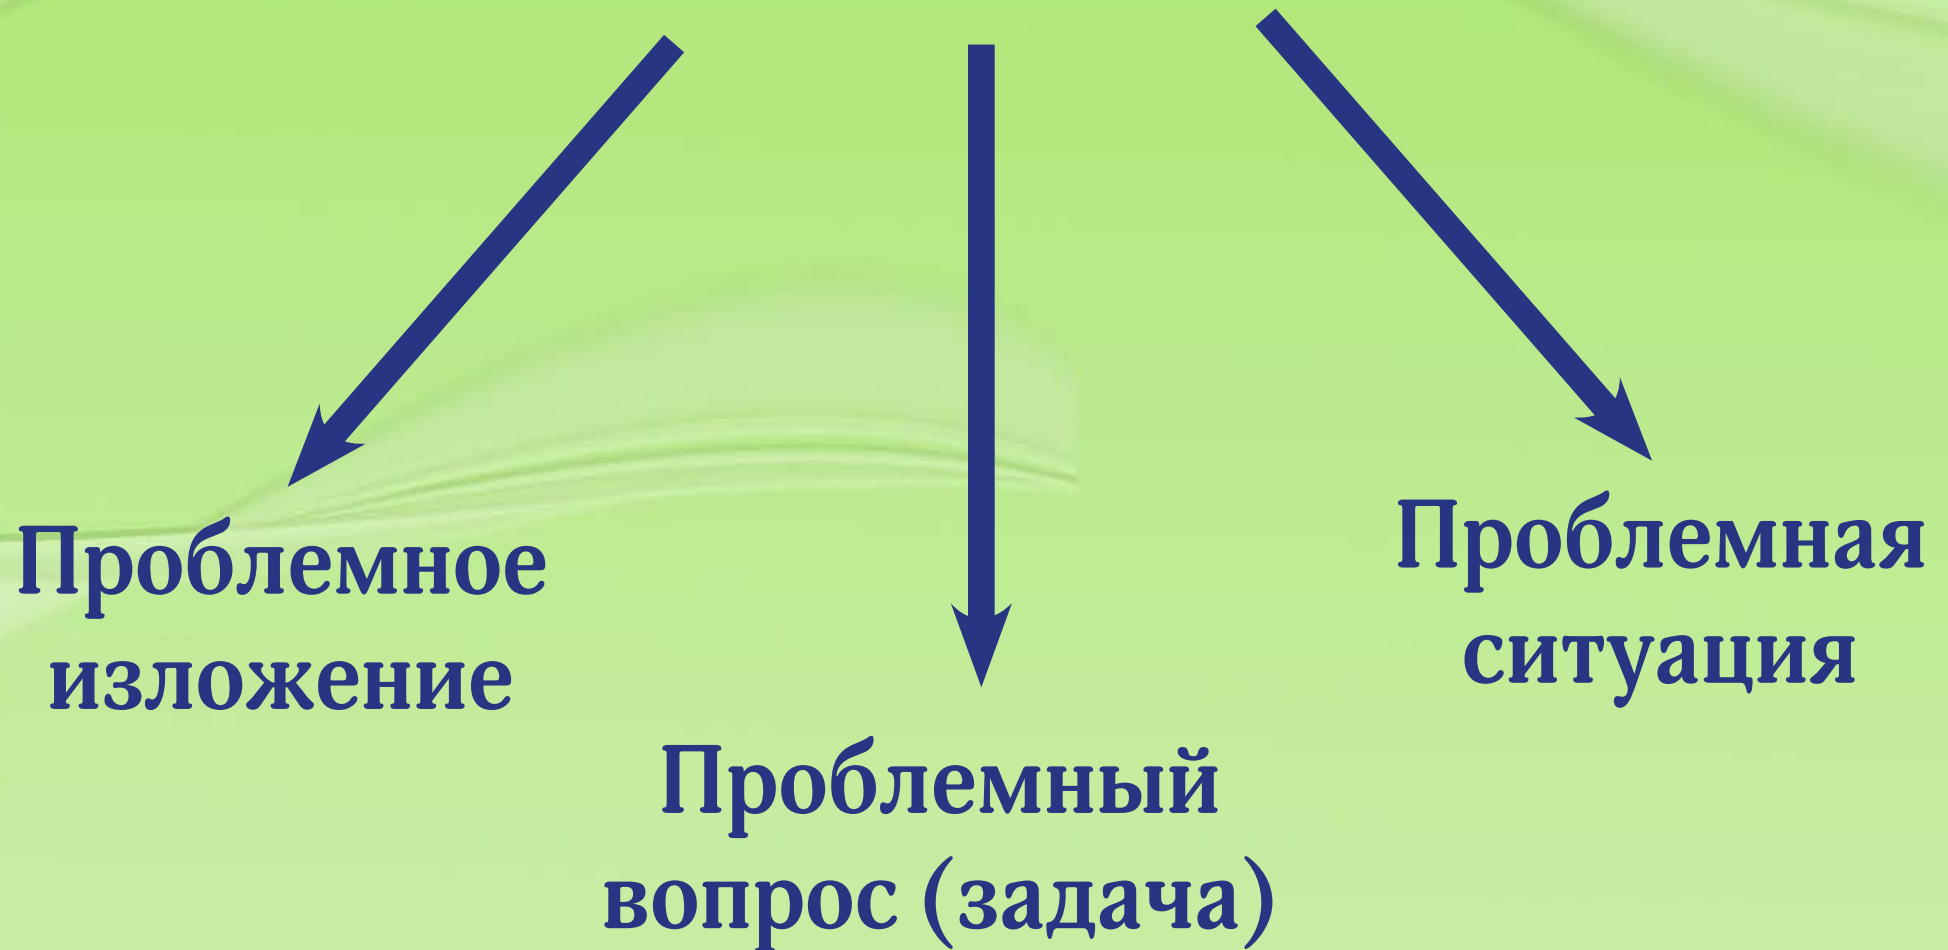 Проблемное
изложение
Проблемный
вопрос (задача)
Проблемная
ситуация